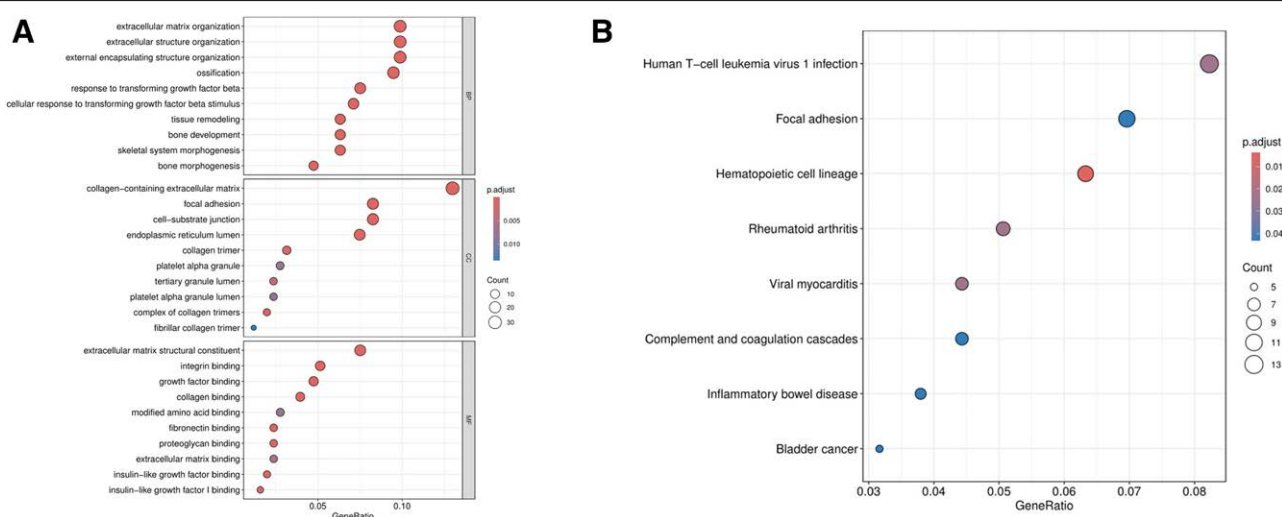 A
extracellular matrix organization
extracellular structure organization
external encapsulating structure organization
ossification
response to transforming growth factor beta
cellular response to transforming growth factor beta stimulus
tissue remodeling
bone development
skeletal system morphogenesis
bone morphogenesis
BP
collagen−containing extracellular matrix
focal adhesion
cell−substrate junction
endoplasmic reticulum lumen
collagen trimer
platelet alpha granule
tertiary granule lumen
platelet alpha granule lumen
complex of collagen trimers
fibrillar collagen trimer
CC
extracellular matrix structural constituent
integrin binding
growth factor binding
collagen binding
modified amino acid binding
fibronectin binding
proteoglycan binding
extracellular matrix binding
insulin−like growth factor binding
insulin−like growth factor I binding
MF
0.05 0.10
GeneRatio
p.adjust
0.005
0.010
Count
10
20
30
B
Human T−cell leukemia virus 1 infection
Focal adhesion
Hematopoietic cell lineage
Rheumatoid arthritis
Viral myocarditis
Complement and coagulation cascades
Inflammatory bowel disease
Bladder cancer
0.03 0.04 0.05 0.06 0.07 0.08
GeneRatio
p.adjust
0.01
0.02
0.03
0.04
Count
5
7
9
11
13